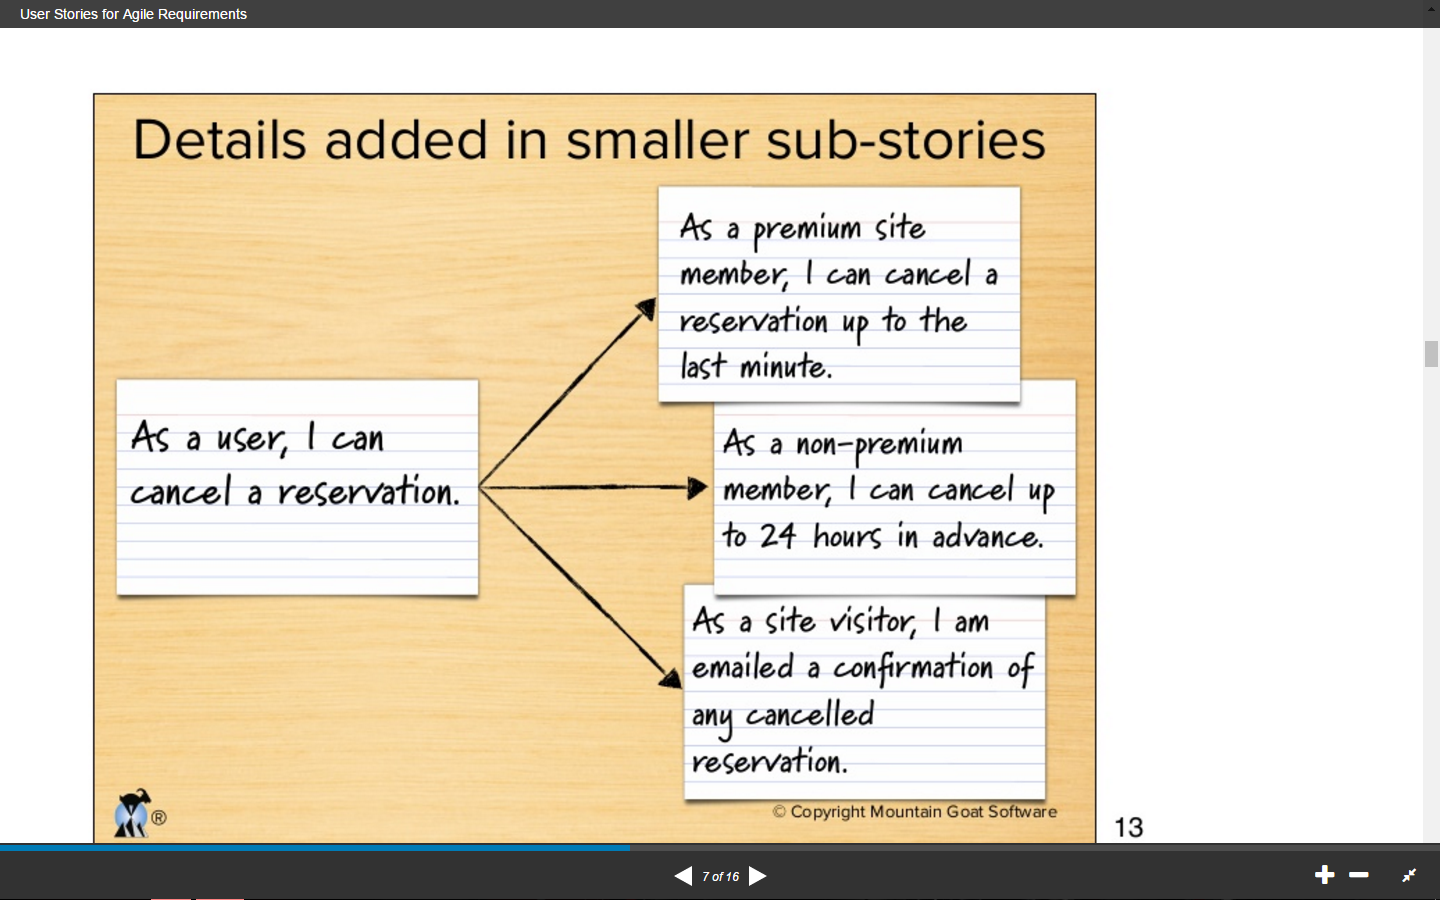 User Stories for Agile Requirements
Details added in smaller sub-stories
As a premium site
member, I can cancel a
reservation up to the
last minute.
As a user, I can
cancel a reservation.
As a non-premium
member, I can cancel up
to 24 hours in advance.
As a site visitor, I am
emailed a confirmation of
any cancelled
reservation.
®
© Copyright Mountain Goat Software
13
7 of 16